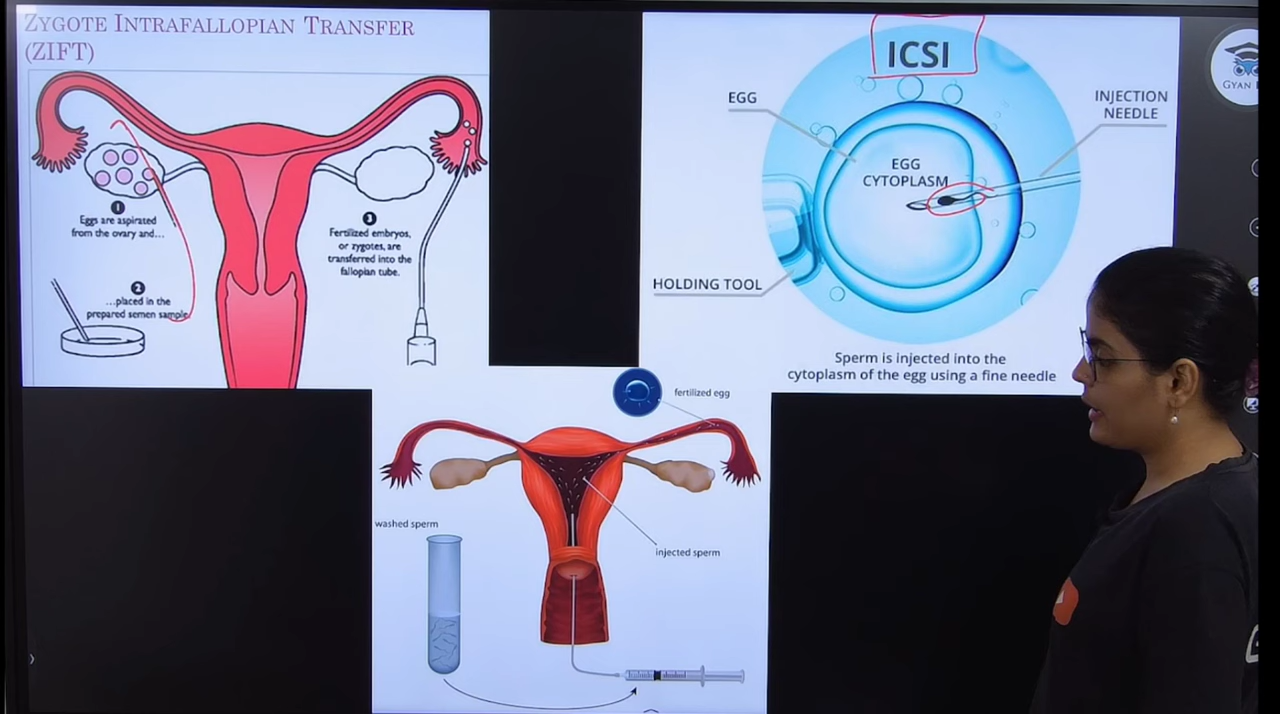 ZYGOTE INTRAFALLOPIAN TRANSFER
(ZIFT)
1
Eggs are aspirated
from the ovary and...
2
...placed in the
prepared semen sample
3
Fertilized embryos,
or zygotes, are
transferred into the
fallopian tube.
ICSI
EGG
INJECTION
NEEDLE
EGG
CYTOPLASM
HOLDING TOOL
Sperm is injected into the
cytoplasm of the egg using a fine needle
fertilized egg
washed sperm
injected sperm
GYAN